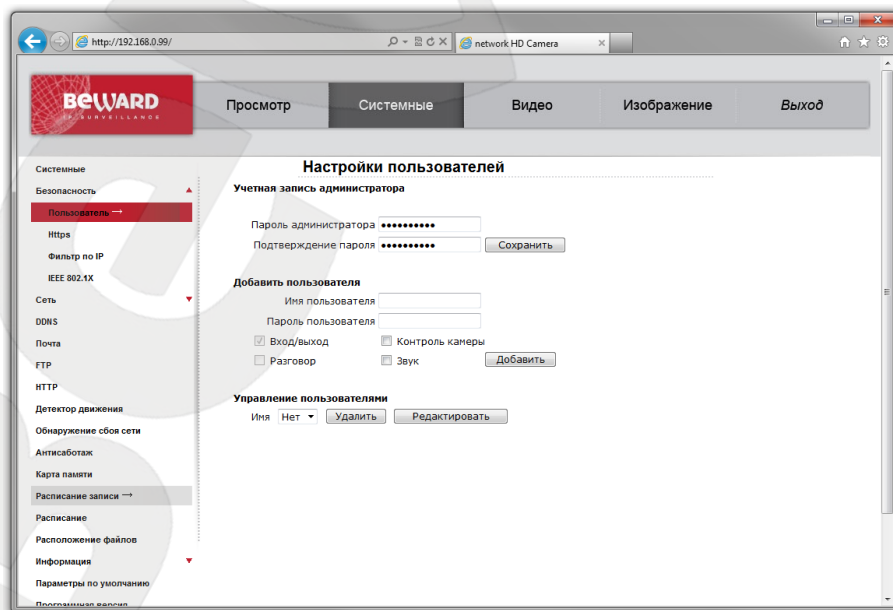 http://192.168.0.99/
network HD Camera
BEWARD
IP SURVEILLANCE
Просмотр
Системные
Видео
Изображение
Выход
Системные
Безопасность
Пользователь →
Https
Фильтр по IP
IEEE 802.1X
Сеть
DDNS
Почта
FTP
HTTP
Детектор движения
Обнаружение сбоя сети
Антисаботаж
Карта памяти
Расписание записи →
Расписание
Расположение файлов
Информация
Параметры по умолчанию
Программная версия
Настройки пользователей
Учетная запись администратора
Пароль администратора ••••••••••
Подтверждение пароля •••••••••• Сохранить
Добавить пользователя
Имя пользователя
Пароль пользователя
Вход/выход Контроль камеры
Разговор Звук Добавить
Управление пользователями
Имя Нет Удалить Редактировать